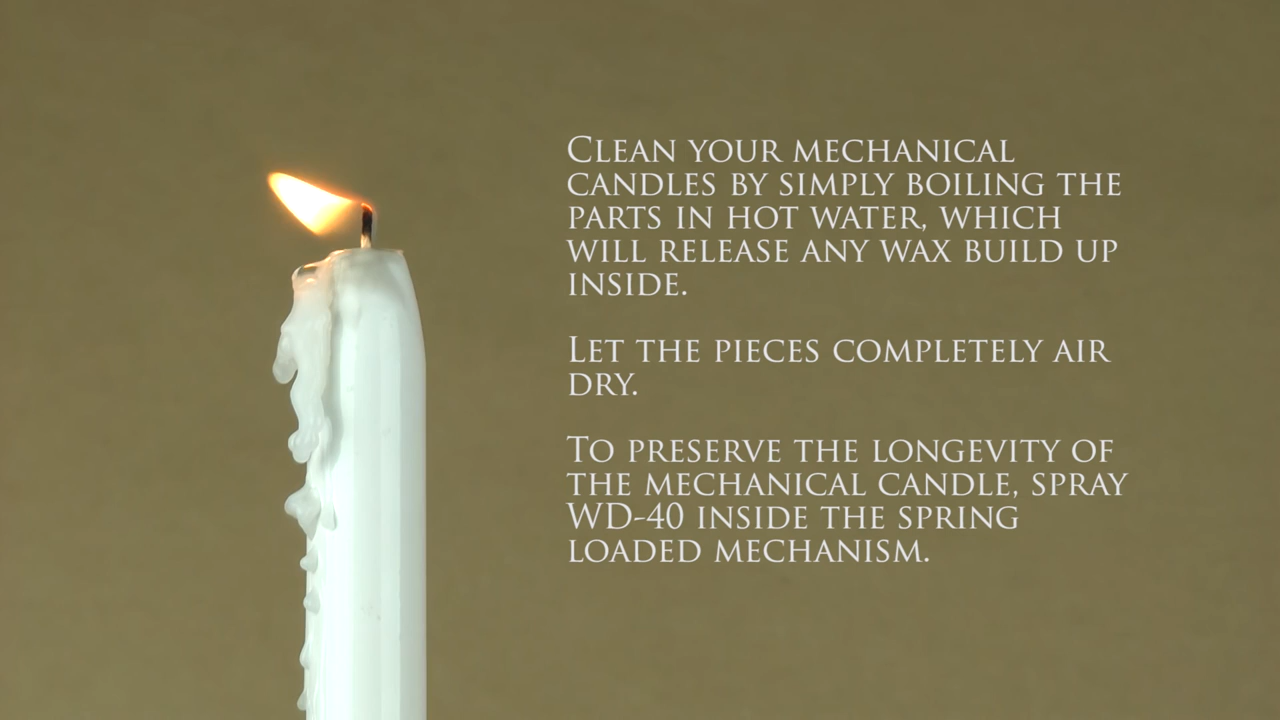 Clean your mechanical
candles by simply boiling the
parts in hot water, which
will release any wax build up
inside.
Let the pieces completely air
dry.
To preserve the longevity of
the mechanical candle, spray
WD-40 inside the spring
loaded mechanism.